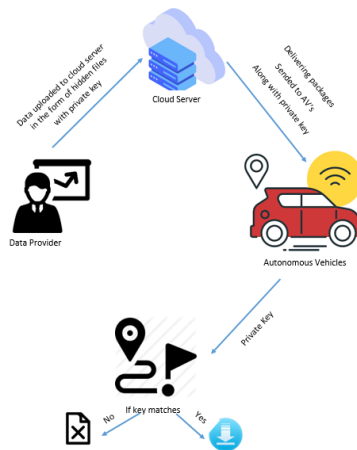 Data uploaded to cloud server
in the form of hidden files
with private key
Cloud Server
Delivering packages
Sended to AV's
Along with private key
Data Provider
Autonomous Vehicles
Private Key
If key matches
No
Yes